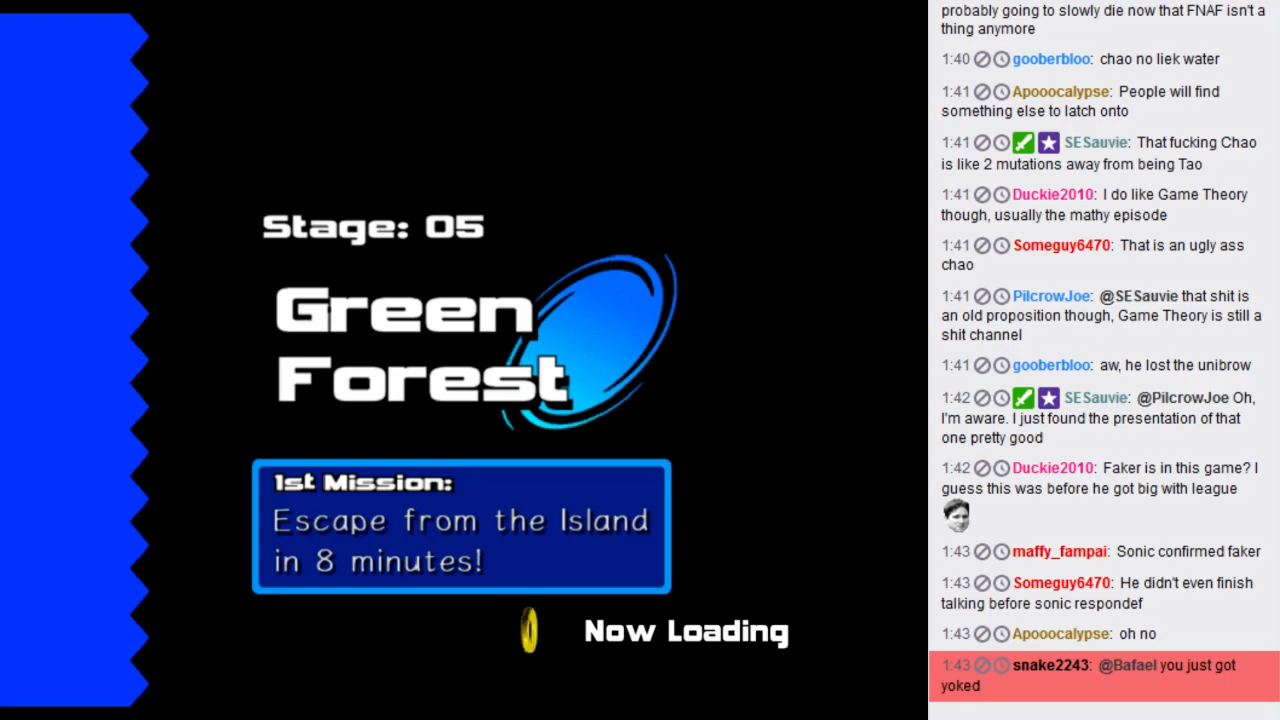 Stage: 05
Green
Forest
1st Mission:
Escape from the Island
in 8 minutes!
Now Loading
probably going to slowly die now that FNAF isn't a
thing anymore
1:40 gooberbloo: chao no liek water
1:41 Apooocalypse: People will find
something else to latch onto
1:41 SESauvie: That fucking Chao
is like 2 mutations away from being Tao
1:41 Duckie2010: I do like Game Theory
though, usually the mathy episode
1:41 Someguy6470: That is an ugly ass
chao
1:41 PilcrowJoe: @SESauvie that shit is
an old proposition though, Game Theory is still a
shit channel
1:41 gooberbloo: aw, he lost the unibrow
1:42 SESauvie: @PilcrowJoe Oh,
I'm aware. I just found the presentation of that
one pretty good
1:42 Duckie2010: Faker is in this game? I
guess this was before he got big with league
1:43 maffy_fampai: Sonic confirmed faker
1:43 Someguy6470: He didn't even finish
talking before sonic respondef
1:43 Apooocalypse: oh no
1:43 snake2243: @Bafael you just got
yoked